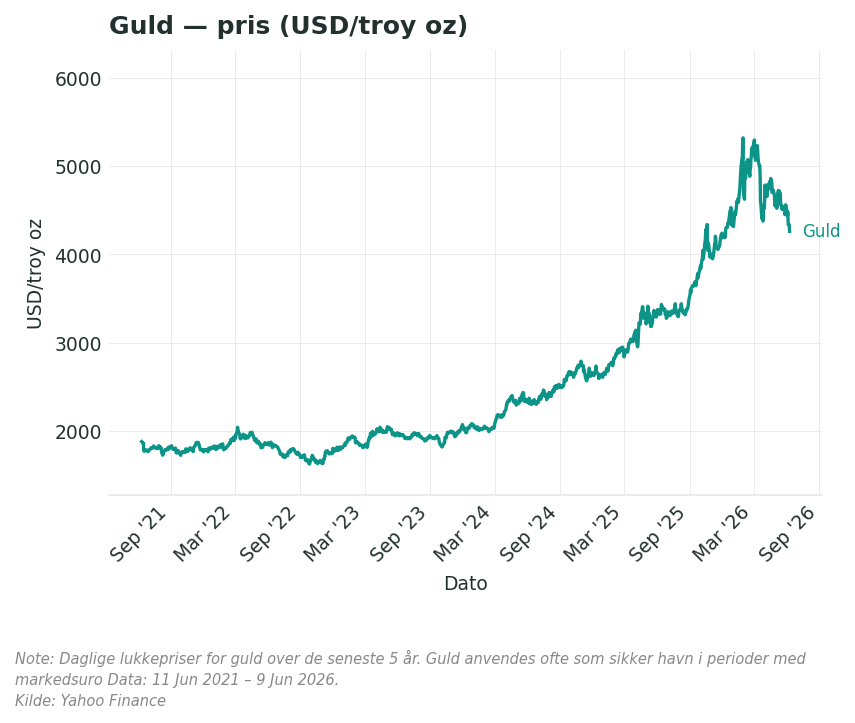 Guld — pris (USD/troy oz)
6000
5000
4000
3000
2000
USD/troy oz
Guld
Sep '21
Mar '22
Sep '22
Mar '23
Sep '23
Mar '24
Sep '24
Mar '25
Sep '25
Mar '26
Sep '26
Dato
Note: Daglige lukkepriser for guld over de seneste 5 år. Guld anvendes ofte som sikker havn i perioder med
markedsuro Data: 11 Jun 2021 – 9 Jun 2026.
Kilde: Yahoo Finance